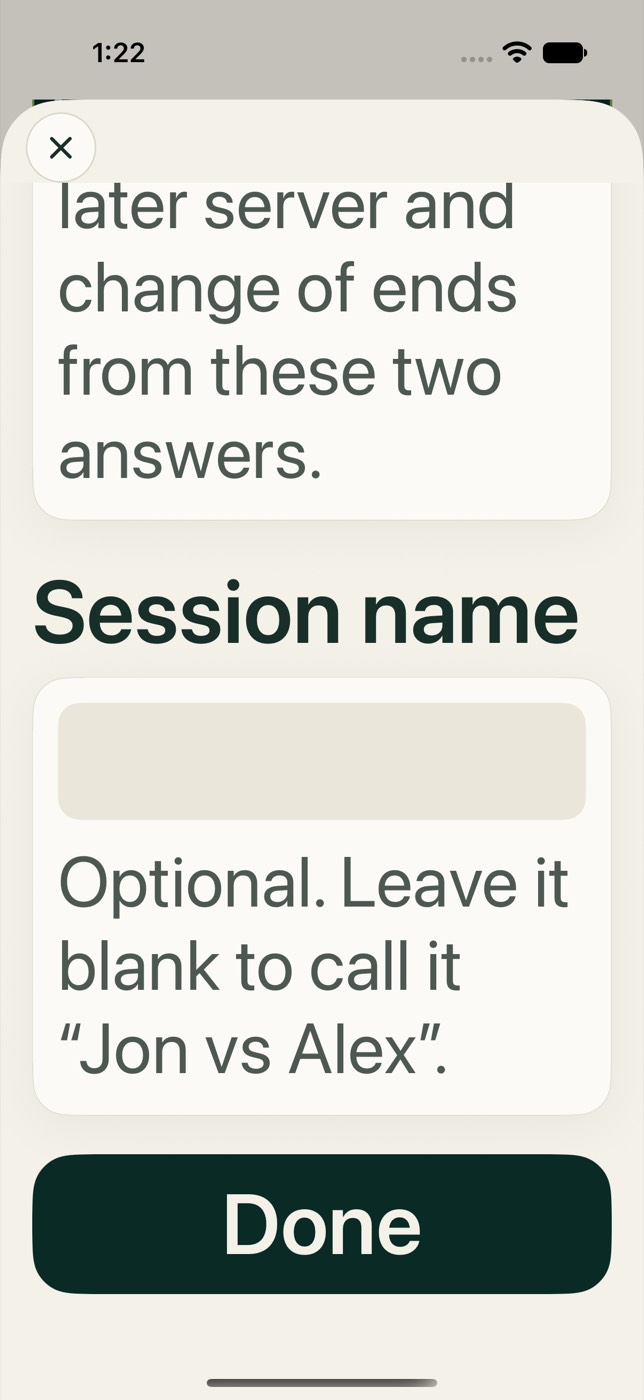 1:22
later server and
change of ends
from these two
answers.
Session name
Optional. Leave it
blank to call it
“Jon vs Alex”.
Done